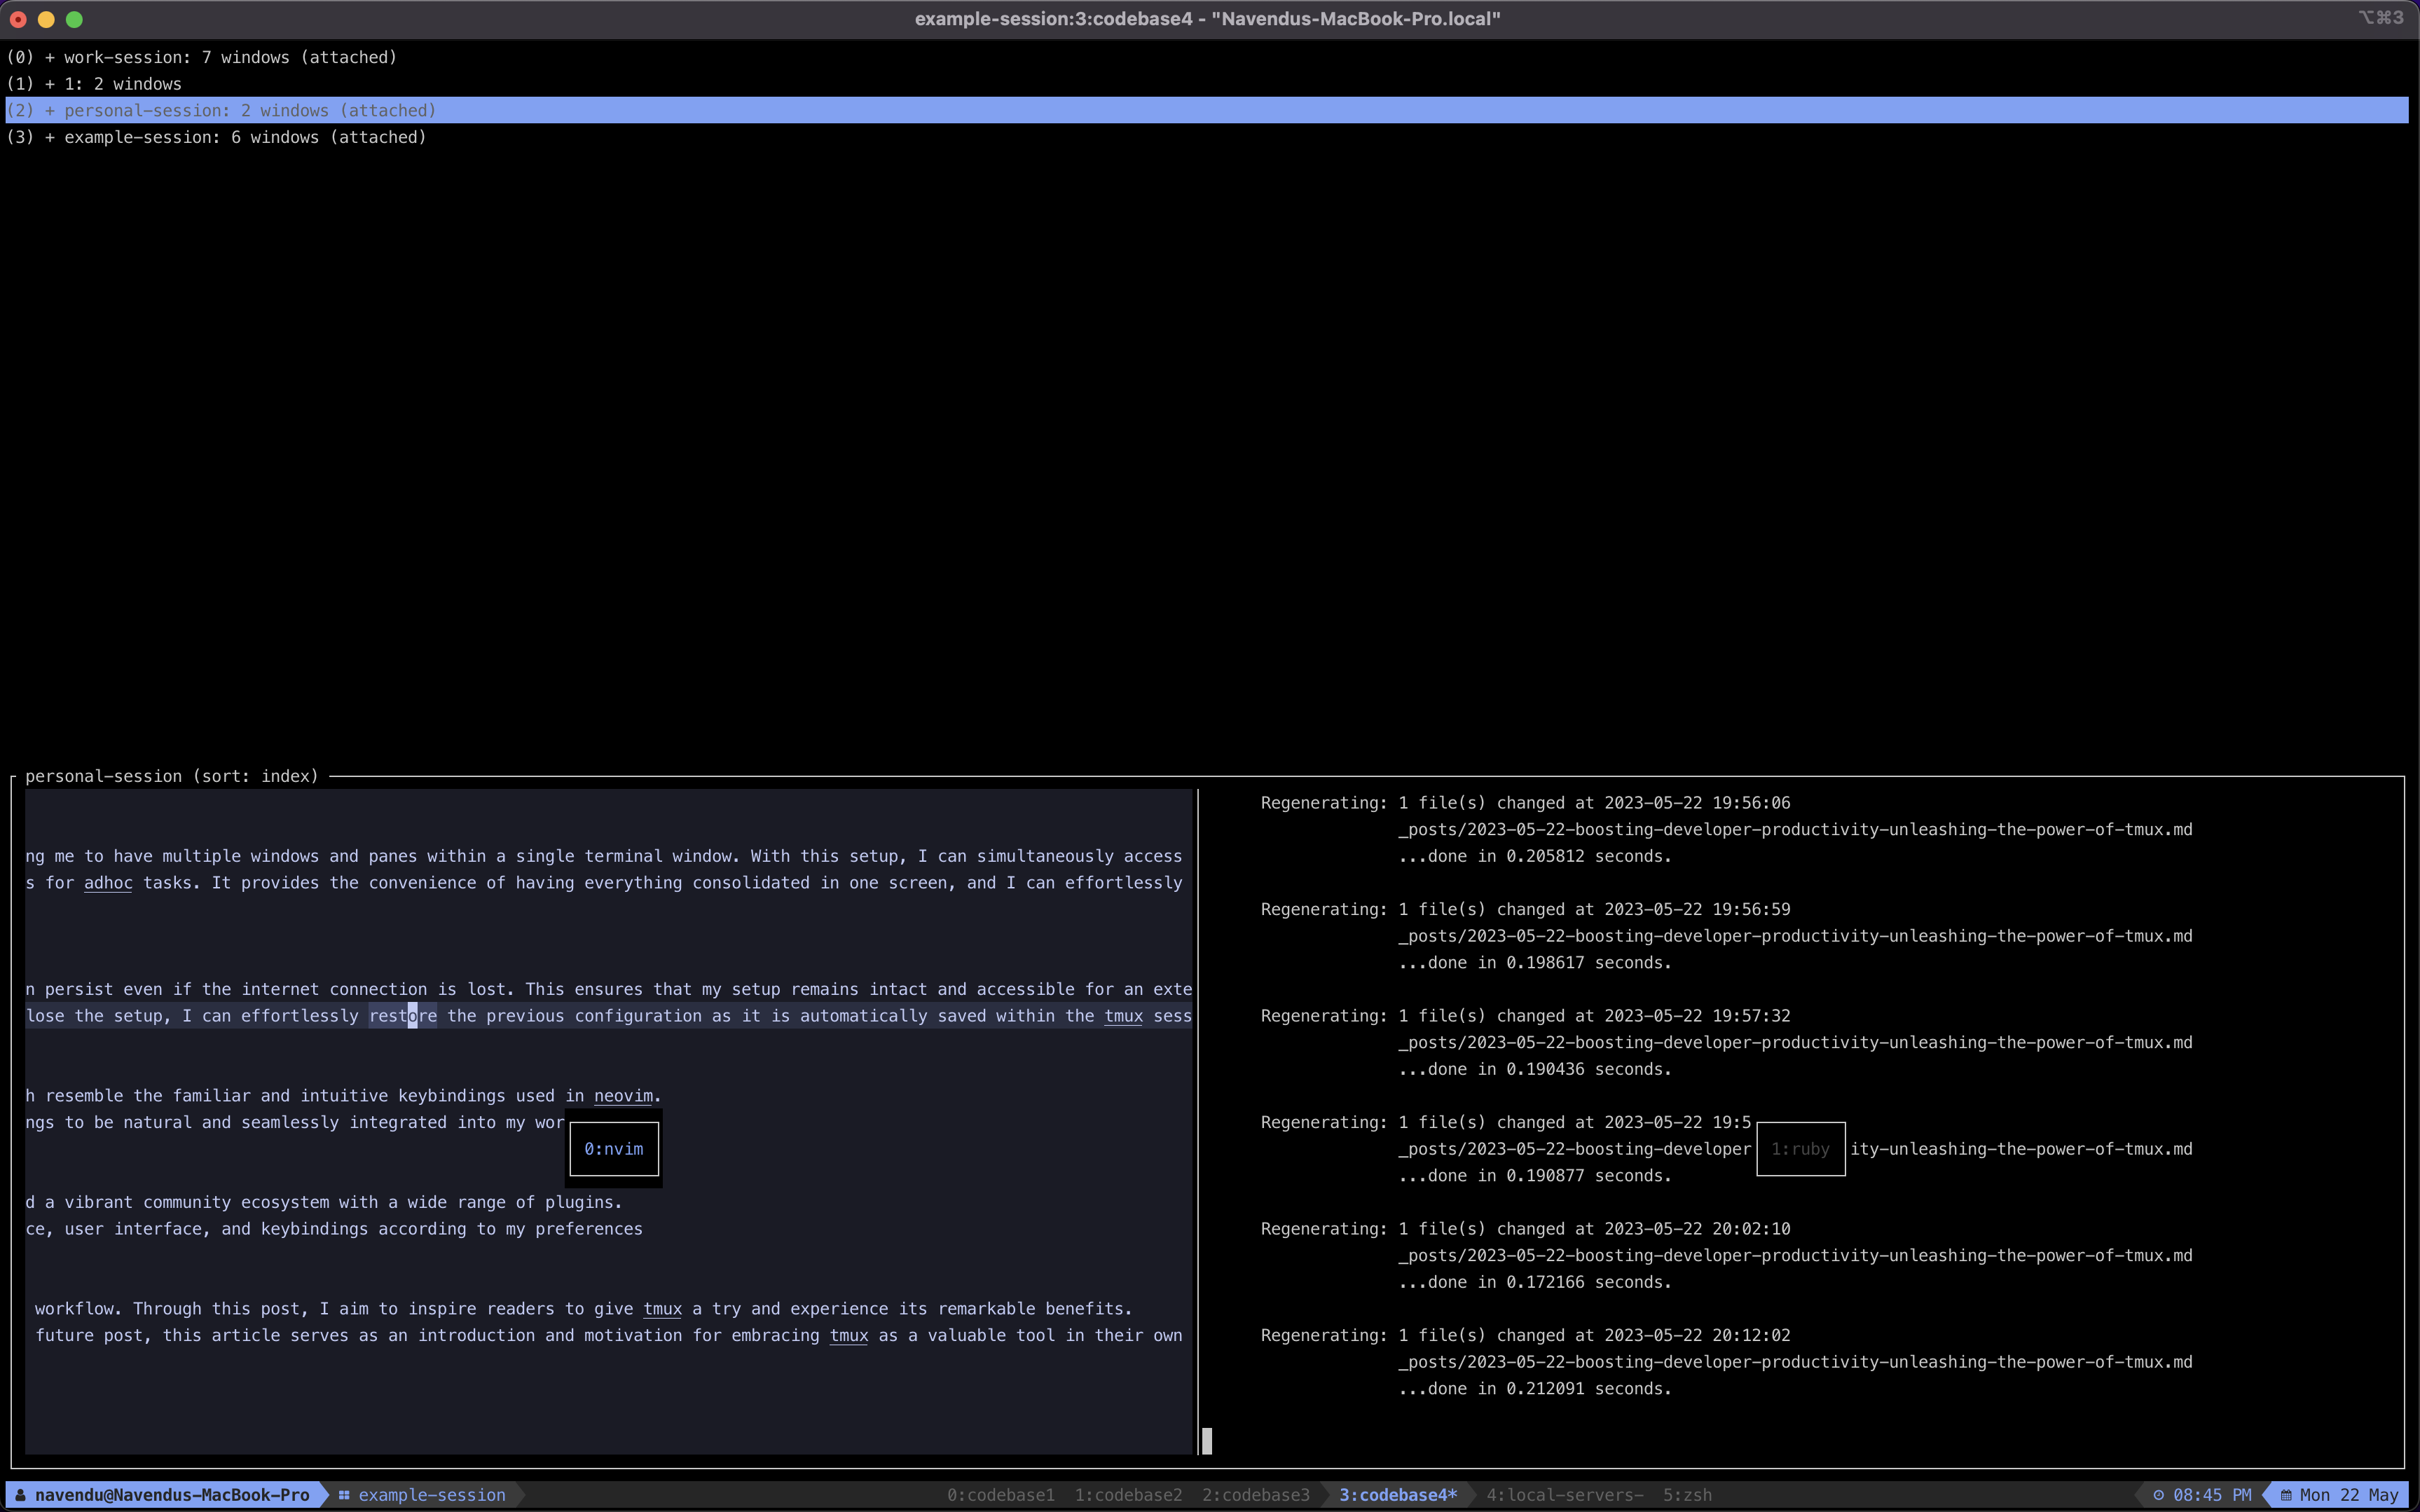 example-session:3:codebase4 - "Navendus-MacBook-Pro.local"
⌥⌘3
(0) + work-session: 7 windows (attached)
(1) + 1: 2 windows
(2) + personal-session: 2 windows (attached)
(3) + example-session: 6 windows (attached)
personal-session (sort: index)
ng me to have multiple windows and panes within a single terminal window. With this setup, I can simultaneously access
s for adhoc tasks. It provides the convenience of having everything consolidated in one screen, and I can effortlessly
n persist even if the internet connection is lost. This ensures that my setup remains intact and accessible for an exte
lose the setup, I can effortlessly restore the previous configuration as it is automatically saved within the tmux sess
h resemble the familiar and intuitive keybindings used in neovim.
ngs to be natural and seamlessly integrated into my wor
0:nvim
d a vibrant community ecosystem with a wide range of plugins.
ce, user interface, and keybindings according to my preferences
workflow. Through this post, I aim to inspire readers to give tmux a try and experience its remarkable benefits.
future post, this article serves as an introduction and motivation for embracing tmux as a valuable tool in their own
Regenerating: 1 file(s) changed at 2023-05-22 19:56:06
_posts/2023-05-22-boosting-developer-productivity-unleashing-the-power-of-tmux.md
...done in 0.205812 seconds.
Regenerating: 1 file(s) changed at 2023-05-22 19:56:59
_posts/2023-05-22-boosting-developer-productivity-unleashing-the-power-of-tmux.md
...done in 0.198617 seconds.
Regenerating: 1 file(s) changed at 2023-05-22 19:57:32
_posts/2023-05-22-boosting-developer-productivity-unleashing-the-power-of-tmux.md
...done in 0.190436 seconds.
Regenerating: 1 file(s) changed at 2023-05-22 19:5
_posts/2023-05-22-boosting-developer 1:ruby ity-unleashing-the-power-of-tmux.md
...done in 0.190877 seconds.
Regenerating: 1 file(s) changed at 2023-05-22 20:02:10
_posts/2023-05-22-boosting-developer-productivity-unleashing-the-power-of-tmux.md
...done in 0.172166 seconds.
Regenerating: 1 file(s) changed at 2023-05-22 20:12:02
_posts/2023-05-22-boosting-developer-productivity-unleashing-the-power-of-tmux.md
...done in 0.212091 seconds.
navendu@Navendus-MacBook-Pro example-session 0:codebase1 1:codebase2 2:codebase3 3:codebase4* 4:local-servers- 5:zsh 08:45 PM Mon 22 May